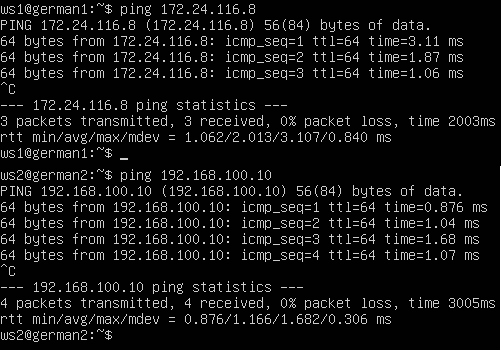 ws1@german1:~$ ping 172.24.116.8
PING 172.24.116.8 (172.24.116.8) 56(84) bytes of data.
64 bytes from 172.24.116.8: icmp_seq=1 ttl=64 time=3.11 ms
64 bytes from 172.24.116.8: icmp_seq=2 ttl=64 time=1.87 ms
64 bytes from 172.24.116.8: icmp_seq=3 ttl=64 time=1.06 ms
^C
--- 172.24.116.8 ping statistics ---
3 packets transmitted, 3 received, 0% packet loss, time 2003ms
rtt min/avg/max/mdev = 1.062/2.013/3.107/0.840 ms
ws1@german1:~$ _
ws2@german2:~$ ping 192.168.100.10
PING 192.168.100.10 (192.168.100.10) 56(84) bytes of data.
64 bytes from 192.168.100.10: icmp_seq=1 ttl=64 time=0.876 ms
64 bytes from 192.168.100.10: icmp_seq=2 ttl=64 time=1.04 ms
64 bytes from 192.168.100.10: icmp_seq=3 ttl=64 time=1.68 ms
64 bytes from 192.168.100.10: icmp_seq=4 ttl=64 time=1.07 ms
^C
--- 192.168.100.10 ping statistics ---
4 packets transmitted, 4 received, 0% packet loss, time 3005ms
rtt min/avg/max/mdev = 0.876/1.166/1.682/0.306 ms
ws2@german2:~$